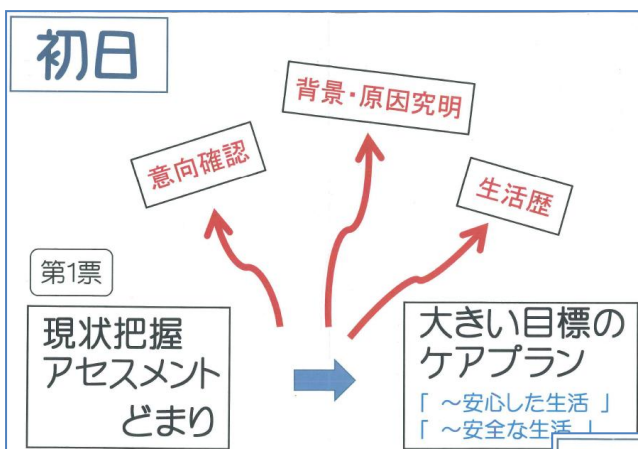 初日
背景・原因究明
意向確認
生活歴
第1票
現状把握
アセスメント
どまり
大きい目標の
ケアプラン
「 ~安心した生活 」
「 ~安全な生活 」